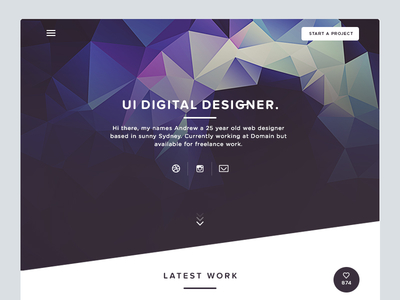 START A PROJECT
UI DIGITAL DESIGNER.
Hi there, my names Andrew a 25 year old web designer
based in sunny Sydney. Currently working at Domain but
available for freelance work.
LATEST WORK
874